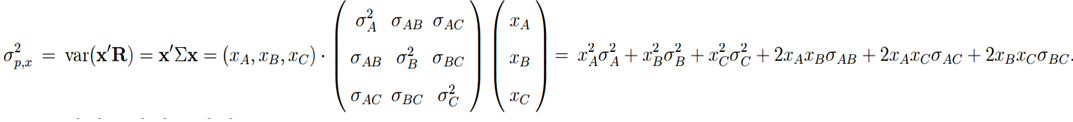 σ²_{p,x} = var(x′R) = x′Σx = (x_A, x_B, x_C) · ( σ²_A σ_AB σ_AC ; σ_AB σ²_B σ_BC ; σ_AC σ_BC σ²_C ) ( x_A ; x_B ; x_C ) = x²_Aσ²_A + x²_Bσ²_B + x²_Cσ²_C + 2x_Ax_Bσ_AB + 2x_Ax_Cσ_AC + 2x_Bx_Cσ_BC.